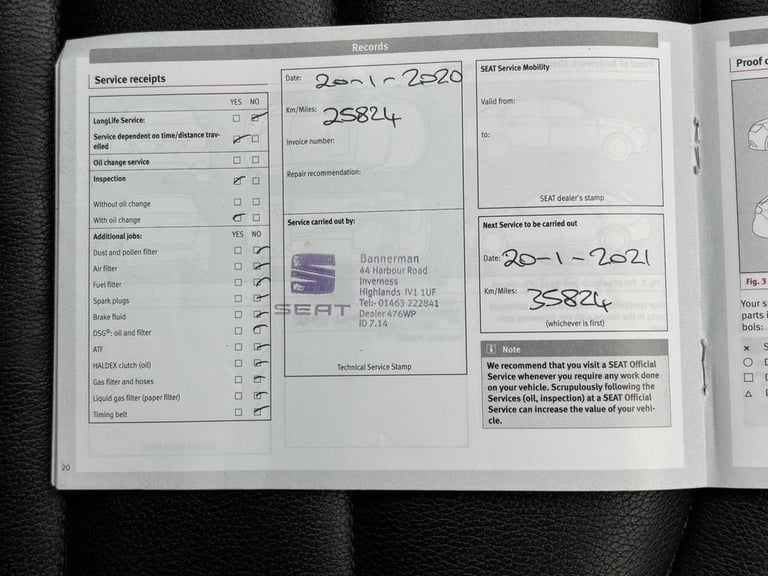 Records
Service receipts
YES NO
LongLife Service:
Service dependent on time/distance trav-
elled
Oil change service
Inspection
Without oil change
With oil change
Additional jobs: YES NO
Dust and pollen filter
Air filter
Fuel filter
Spark plugs
Brake fluid
DSG®: oil and filter
ATF
HALDEX clutch (oil)
Gas filter and hoses
Liquid gas filter (paper filter)
Timing belt
20
Date: 20-1-2020
Km/Miles: 25824
Invoice number:
Repair recommendation:
Service carried out by:
SEAT
Bannerman
44 Harbour Road
Inverness
Highlands IV1 1UF
Tel:- 01463 222841
Dealer 476WP
ID 7.14
Technical Service Stamp
SEAT Service Mobility
Valid from:
to:
SEAT dealer's stamp
Next Service to be carried out
Date: 20-1-2021
Km/Miles: 35824
(whichever is first)
i Note
We recommend that you visit a SEAT Official
Service whenever you require any work done
on your vehicle. Scrupulously following the
Services (oil, inspection) at a SEAT Official
Service can increase the value of your vehi-
cle.
Proof
Fig. 3
Your s
parts i
bols: